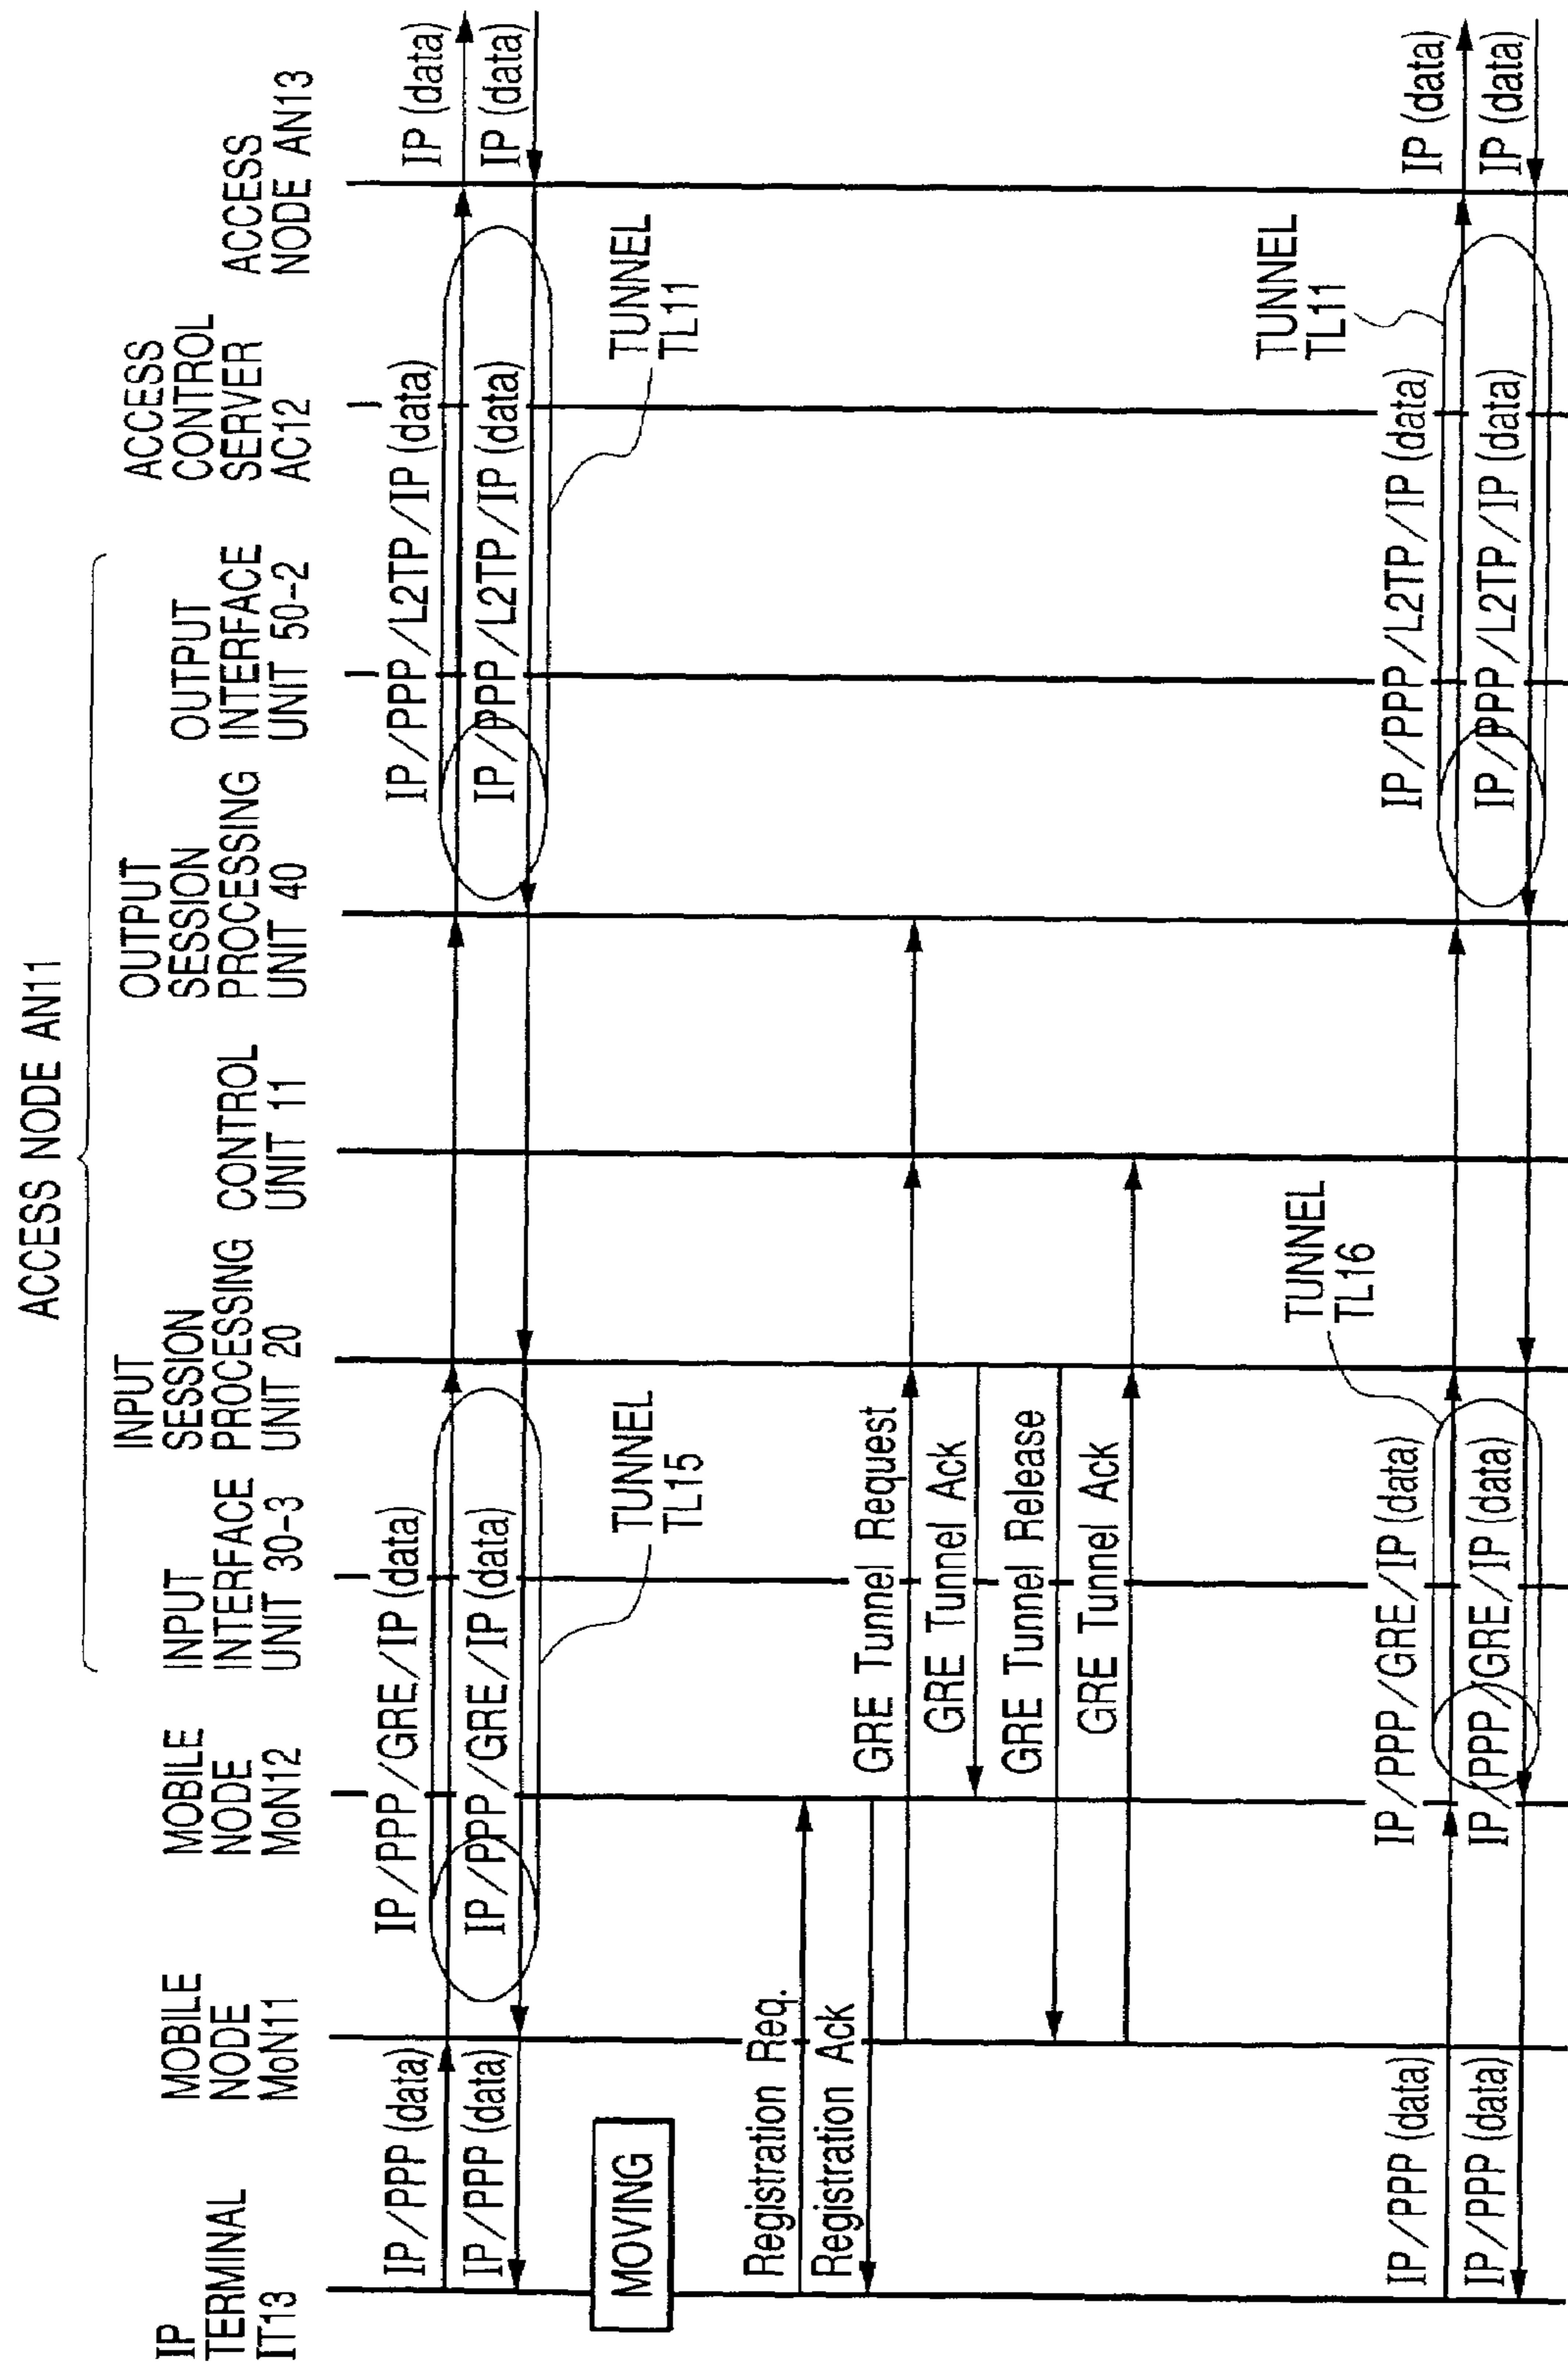 ACCESS NODE AN11
IP
TERMINAL
IT13
MOBILE
NODE
MoN11
MOBILE
NODE
MoN12
INPUT
INTERFACE
UNIT 30-3
INPUT
SESSION
PROCESSING
UNIT 20
CONTROL
UNIT 11
OUTPUT
SESSION
PROCESSING
UNIT 40
OUTPUT
INTERFACE
UNIT 50-2
ACCESS
CONTROL
SERVER
AC12
ACCESS
NODE AN13
IP/PPP (data)
IP/PPP/GRE/IP (data)
IP/PPP/L2TP/IP (data)
IP (data)
IP/PPP (data)
IP/PPP/GRE/IP (data)
IP/PPP/L2TP/IP (data)
IP (data)
MOVING
TUNNEL
TL15
TUNNEL
TL11
Registration Req.
Registration Ack
GRE Tunnel Request
GRE Tunnel Ack
GRE Tunnel Release
GRE Tunnel Ack
TUNNEL
TL16
TUNNEL
TL11
IP/PPP (data)
IP/PPP/GRE/IP (data)
IP/PPP/L2TP/IP (data)
IP (data)
IP/PPP (data)
IP/PPP/GRE/IP (data)
IP/PPP/L2TP/IP (data)
IP (data)